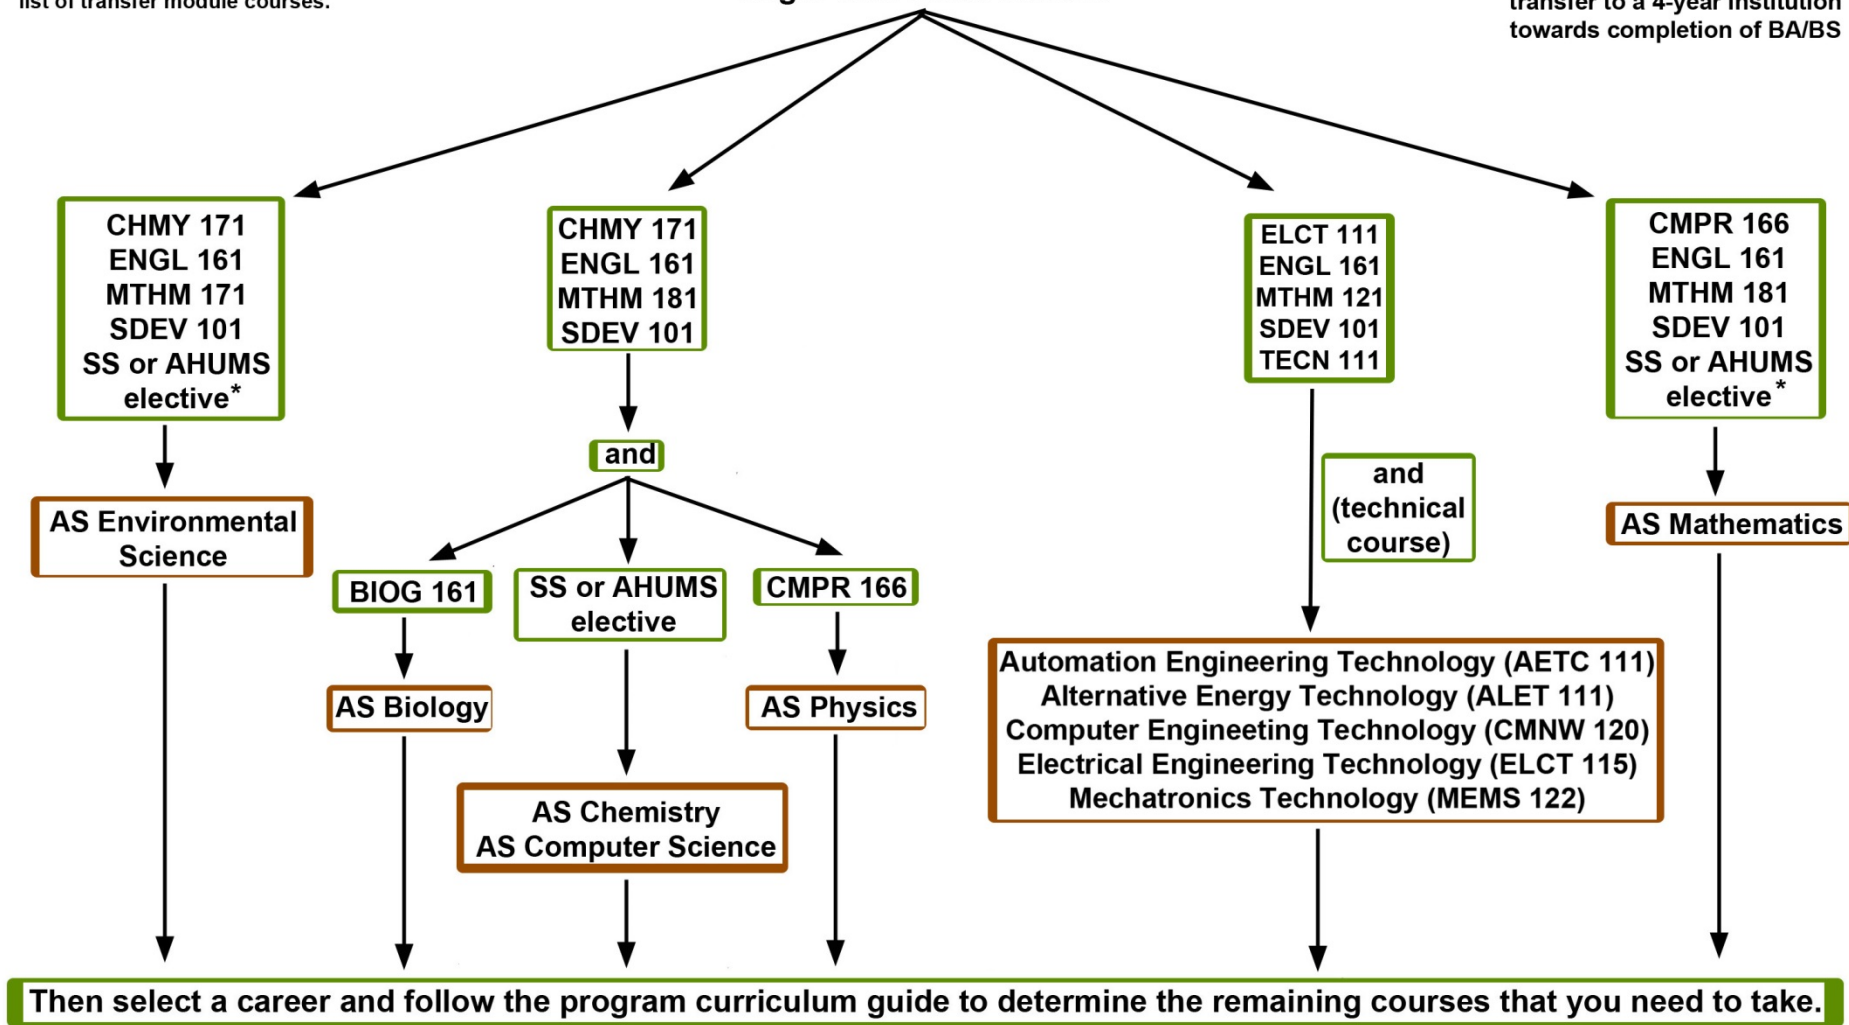 list of transfer module courses.
transfer to a 4-year institution
towards completion of BA/BS
CHMY 171
ENGL 161
MTHM 171
SDEV 101
SS or AHUMS
elective*
CHMY 171
ENGL 161
MTHM 181
SDEV 101
ELCT 111
ENGL 161
MTHM 121
SDEV 101
TECN 111
CMPR 166
ENGL 161
MTHM 181
SDEV 101
SS or AHUMS
elective*
and
and
(technical
course)
AS Environmental
Science
AS Mathematics
BIOG 161
SS or AHUMS
elective
CMPR 166
AS Biology
AS Physics
AS Chemistry
AS Computer Science
Automation Engineering Technology (AETC 111)
Alternative Energy Technology (ALET 111)
Computer Engineeting Technology (CMNW 120)
Electrical Engineering Technology (ELCT 115)
Mechatronics Technology (MEMS 122)
Then select a career and follow the program curriculum guide to determine the remaining courses that you need to take.